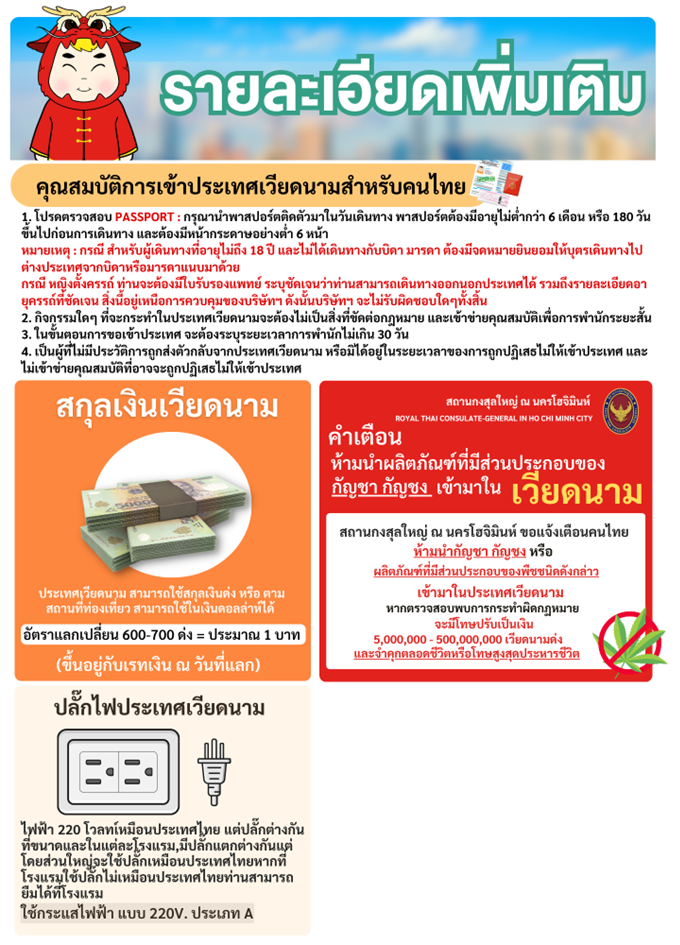 รายละเอียดเพิ่มเติม
คุณสมบัติการเข้าประเทศเวียดนามสำหรับคนไทย
1. โปรดตรวจสอบ PASSPORT : กรุณานำพาสปอร์ตติดตัวมาในวันเดินทาง พาสปอร์ตต้องมีอายุไม่ต่ำกว่า 6 เดือน หรือ 180 วัน
ขึ้นไปก่อนการเดินทาง และต้องมีหน้ากระดาษอย่างต่ำ 6 หน้า
หมายเหตุ : กรณี สำหรับผู้เดินทางที่อายุไม่ถึง 18 ปี และไม่ได้เดินทางกับบิดา มารดา ต้องมีจดหมายยินยอมให้บุตรเดินทางไป
ต่างประเทศจากบิดาหรือมารดาแนบมาด้วย
กรณี หญิงตั้งครรถ์ ท่านจะต้องมีใบรับรองแพทย์ ระบุชัดเจนว่าท่านสามารถเดินทางออกนอกประเทศได้ รวมถึงรายละเอียดอา
ยุครรถ์ที่ชัดเจน สิ่งนี้อยู่เหนือการควบคุมของบริษัทฯ ดังนั้นบริษัทฯ จะไม่รับผิดชอบใดๆทั้งสิ้น
2. กิจกรรมใดๆ ที่จะกระทำในประเทศเวียดนามจะต้องไม่เป็นสิ่งที่ขัดต่อกฎหมาย และเข้าข่ายคุณสมบัติเพื่อการพำนักระยะสั้น
3. ในขั้นตอนการขอเข้าประเทศ จะต้องระบุระยะเวลาการพำนักไม่เกิน 30 วัน
4. เป็นผู้ที่ไม่มีประวัติการถูกส่งตัวกลับจากประเทศเวียดนาม หรือมิได้อยู่ในระยะเวลาของการถูกปฏิเสธไม่ให้เข้าประเทศ และ
ไม่เข้าข่ายคุณสมบัติที่อาจจะถูกปฏิเสธไม่ให้เข้าประเทศ
สกุลเงินเวียดนาม
ประเทศเวียดนาม สามารถใช้สกุลเงินด่ง หรือ ตาม
สถานที่ท่องเที่ยว สามารถใช้ในเงินดอลล่าห์ได้
อัตราแลกเปลี่ยน 600-700 ด่ง = ประมาณ 1 บาท
(ขึ้นอยู่กับเรทเงิน ณ วันที่แลก)
สถานกงสุลใหญ่ ณ นครโฮจิมินห์
ROYAL THAI CONSULATE-GENERAL IN HO CHI MINH CITY
คำเตือน
ห้ามนำผลิตภัณฑ์ที่มีส่วนประกอบของ
กัญชา กัญชง เข้ามาใน เวียดนาม
สถานกงสุลใหญ่ ณ นครโฮจิมินห์ ขอแจ้งเตือนคนไทย
ห้ามนำกัญชา กัญชง หรือ
ผลิตภัณฑ์ที่มีส่วนประกอบของพืชชนิดดังกล่าว
เข้ามาในประเทศเวียดนาม
หากตรวจสอบพบการกระทำผิดกฎหมาย
จะมีโทษปรับเป็นเงิน
5,000,000 - 500,000,000 เวียดนามด่ง
และจำคุกตลอดชีวิตหรือโทษสูงสุดประหารชีวิต
ปลั๊กไฟประเทศเวียดนาม
ไฟฟ้า 220 โวลทเ์หมือนประเทศไทย แต่ปลั๊กต่างกัน
ที่ขนาดและในแต่ละโรงแรม,มีปลั๊กแตกต่างกันแต่
โดยส่วนใหญ่จะใช้ปลั๊กเหมือนประเทศไทยหากที่
โรงแรมใช้ปลั๊กไม่เหมือนประเทศไทยท่านสามารถ
ยืมได้ที่โรงแรม
ใช้กระแสไฟฟ้า แบบ 220V. ประเภท A